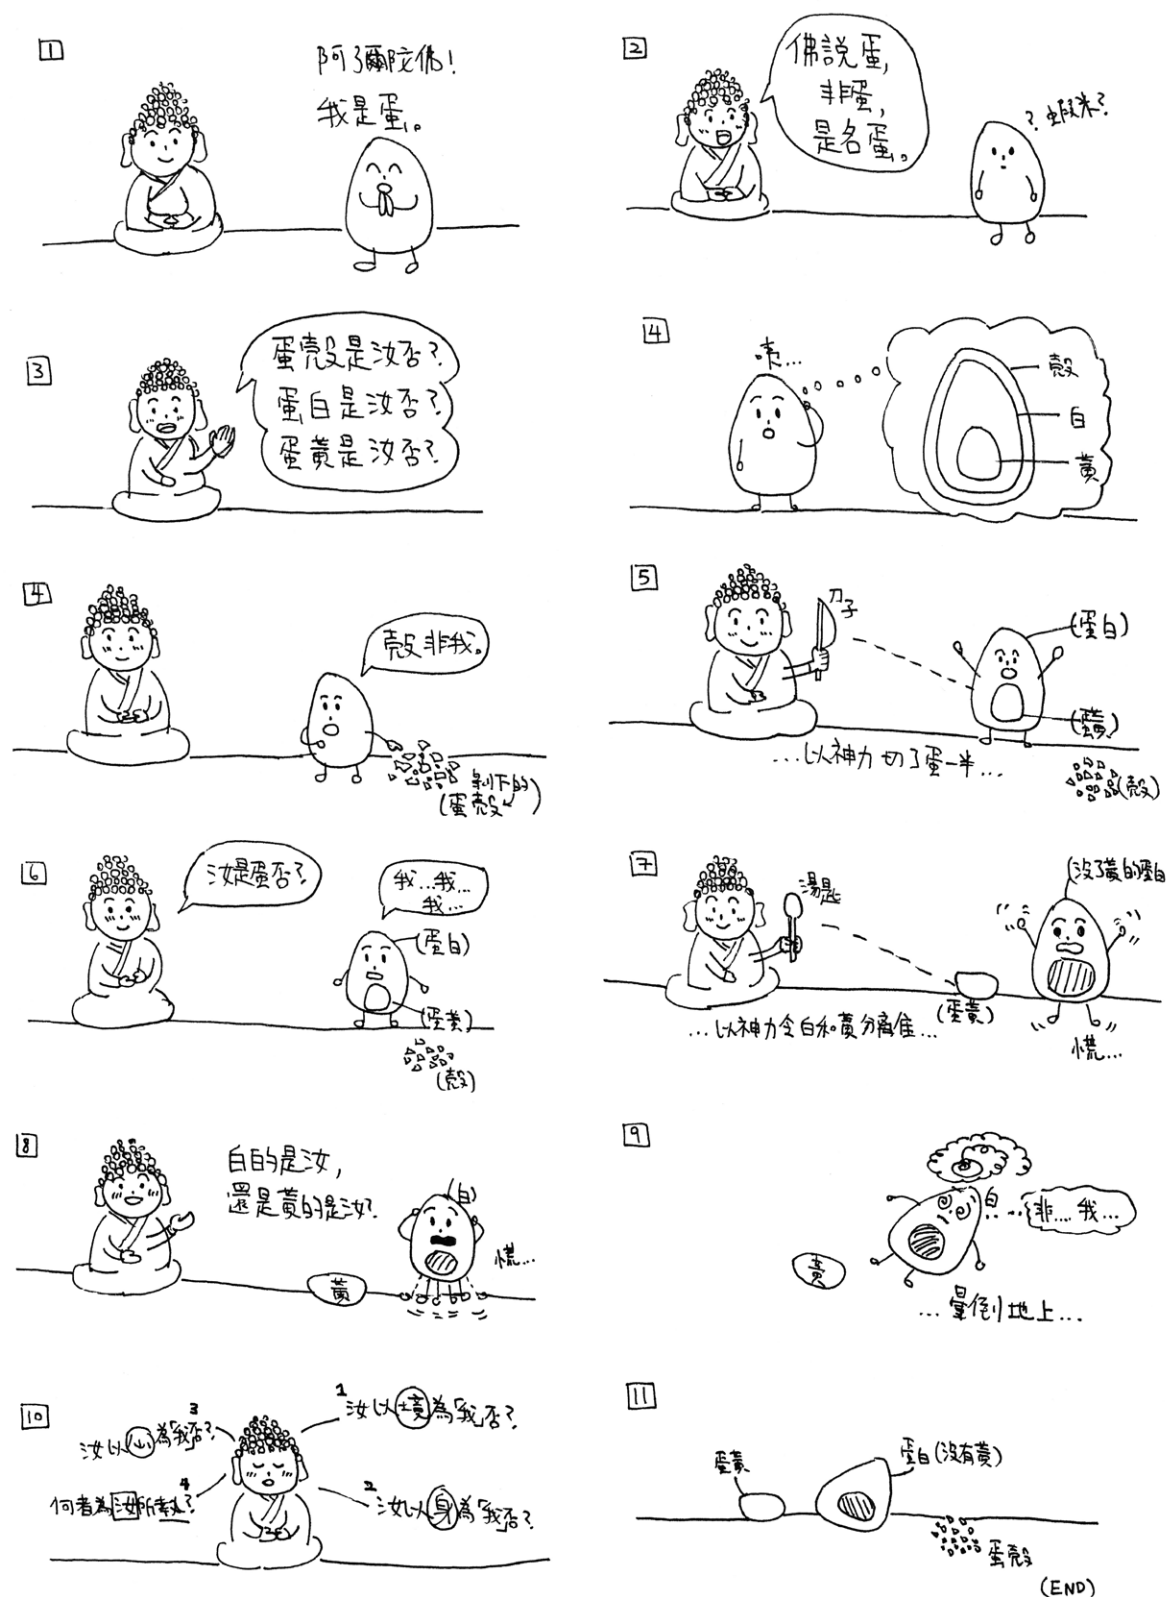 1
阿彌陀佛!
我是蛋。
2
佛說蛋,
非蛋,
是名蛋。
?蝦米?
3
蛋殼是汝否?
蛋白是汝否?
蛋黃是汝否?
4
咦...
殼
白
黃
4
殼非我。
剩下的
(蛋殼)
5
刀子
(蛋白)
(蛋黃)
...以神力切了蛋一半...
(殼)
6
汝是蛋否?
我...我...
我...
(蛋白)
(蛋黃)
(殼)
7
湯匙
沒了黃的蛋白
(蛋黃)
...以神力令白和黃分離隹...
慌...
8
白的是汝,
還是黃的是汝?
(白)
黃
慌...
9
白
...非...我...
黃
...暈倒地上...
10
1 汝以境為「我」否?
3 汝以心為「我」否?
4 何者為汝所執?
2 汝以身為「我」否?
11
蛋黃
蛋白(沒有黃)
蛋殼
(END)